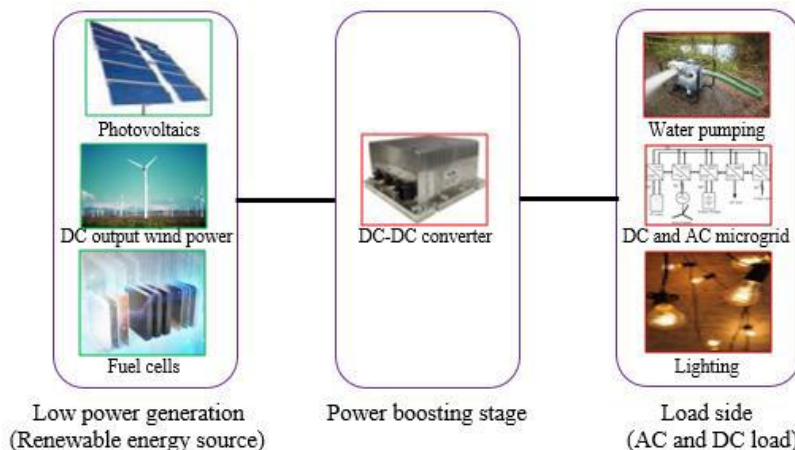 Photovoltaics
DC output wind power
Fuel cells
Low power generation
(Renewable energy source)
DC-DC converter
Power boosting stage
Water pumping
DC and AC microgrid
Lighting
Load side
(AC and DC load)